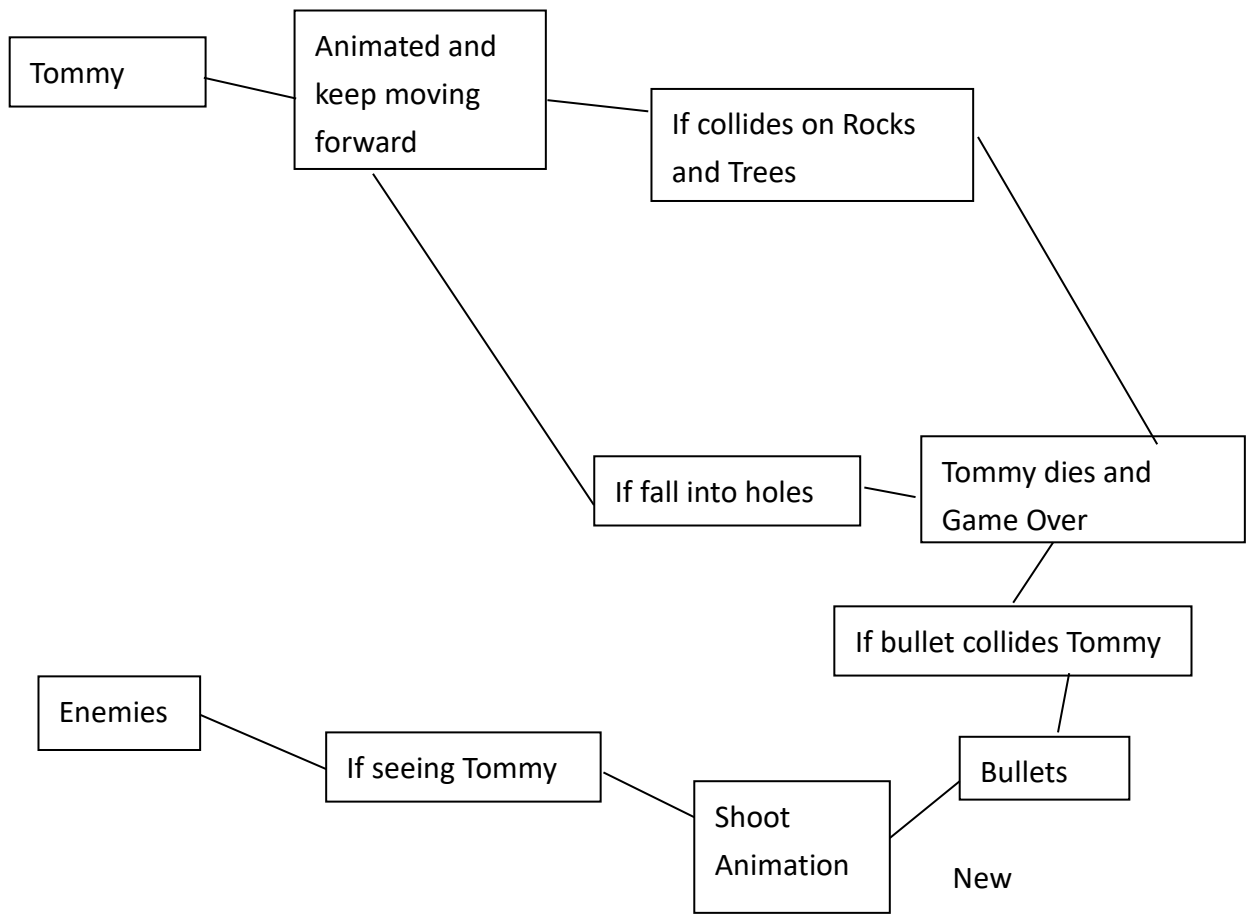 Tommy
Animated and
keep moving
forward
If collides on Rocks
and Trees
If fall into holes
Tommy dies and
Game Over
If bullet collides Tommy
Enemies
If seeing Tommy
Bullets
Shoot
Animation
New